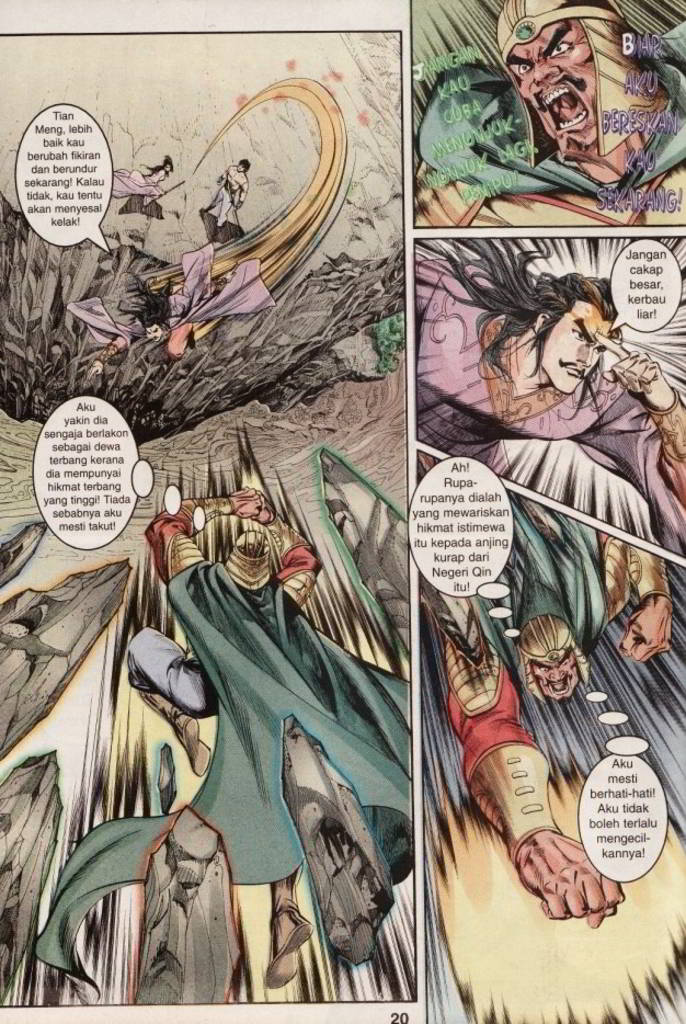 Tian
Meng, lebih
baik kau
berubah fikiran
dan berundur
sekarang! Kalau
tidak, kau tentu
akan menyesal
kelak!
Aku
yakin dia
sengaja berlakon
sebagai dewa
terbang kerana
dia mempunyai
hikmat terbang
yang tinggi! Tiada
sebabnya aku
mesti takut!
JANGAN
KAU
CUBA
MENUNJUK
NUNJUK LAGI,
PENIPU!
BIAR
AKU
BERESKAN
KAU
SEKARANG!
Jangan
cakap
besar,
kerbau
liar!
Ah!
Rupa-
rupanya dialah
yang mewariskan
hikmat istimewa
itu kepada anjing
kurap dari
Negeri Qin
itu!
Aku
mesti
berhati-hati!
Aku tidak
boleh terlalu
mengecil-
kannya!
20